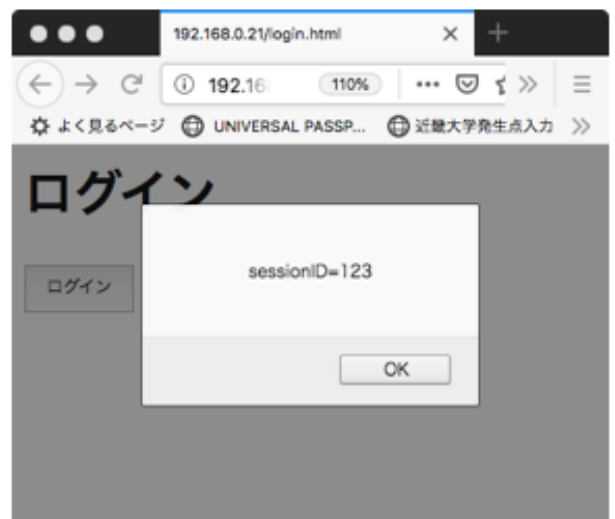 192.168.0.21/login.html
192.16 110%
よく見るページ UNIVERSAL PASSP... 近畿大学発生点入力
ログイン
sessionID=123
ログイン
OK